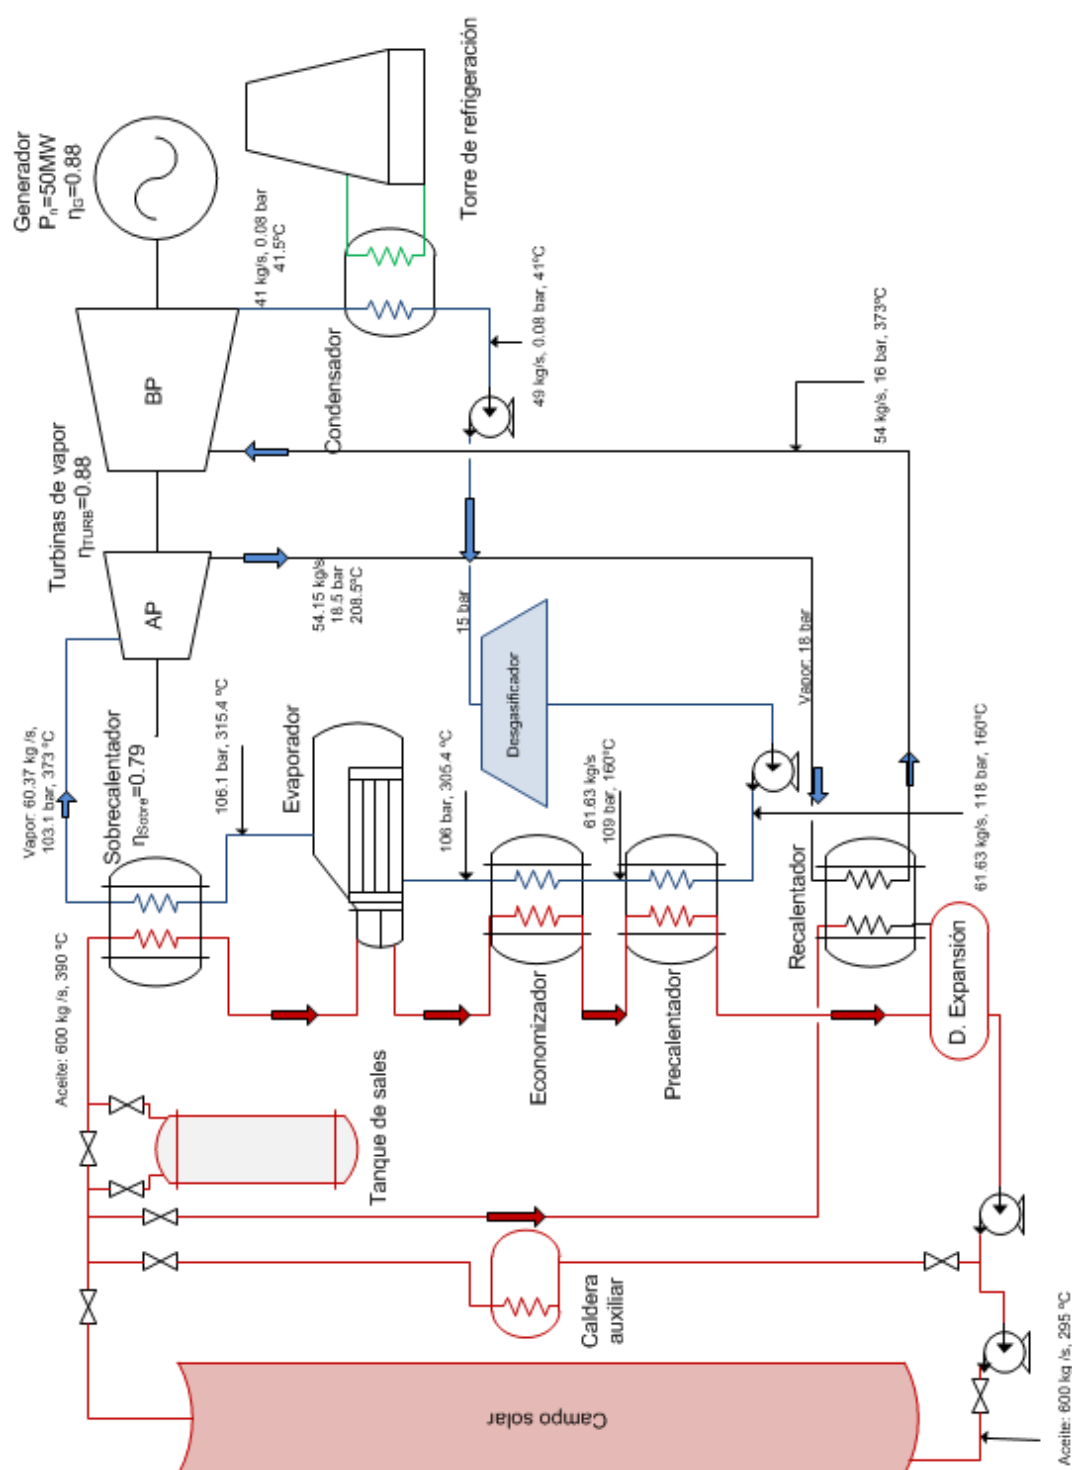 Generador
Pn=50MW
ηG=0.88
Torre de refrigeración
41 kg/s, 0.08 bar
41.5ºC
Condensador
49 kg/s, 0.08 bar, 41ºC
BP
Turbinas de vapor
ηTURB=0.88
AP
54.15 kg/s
18.5 bar
208.5ºC
54 kg/s, 16 bar, 373ºC
15 bar
Desgasificador
Vapor: 18 bar
Vapor: 60.37 kg /s,
103.1 bar, 373 ºC
Sobrecalentador
ηSobre=0.79
106.1 bar, 315.4 ºC
Evaporador
106 bar, 305.4 ºC
61.63 kg/s
109 bar, 160ºC
61.63 kg/s, 118 bar, 160ºC
Aceite: 600 kg /s, 390 ºC
Economizador
Precalentador
Recalentador
D. Expansión
Tanque de sales
Caldera
auxiliar
Campo solar
Aceite: 600 kg /s, 295 ºC